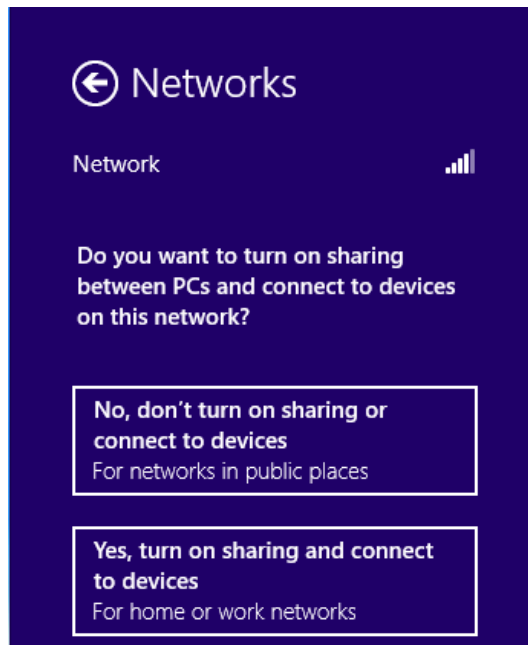 Networks
Network
Do you want to turn on sharing
between PCs and connect to devices
on this network?
No, don't turn on sharing or
connect to devices
For networks in public places
Yes, turn on sharing and connect
to devices
For home or work networks